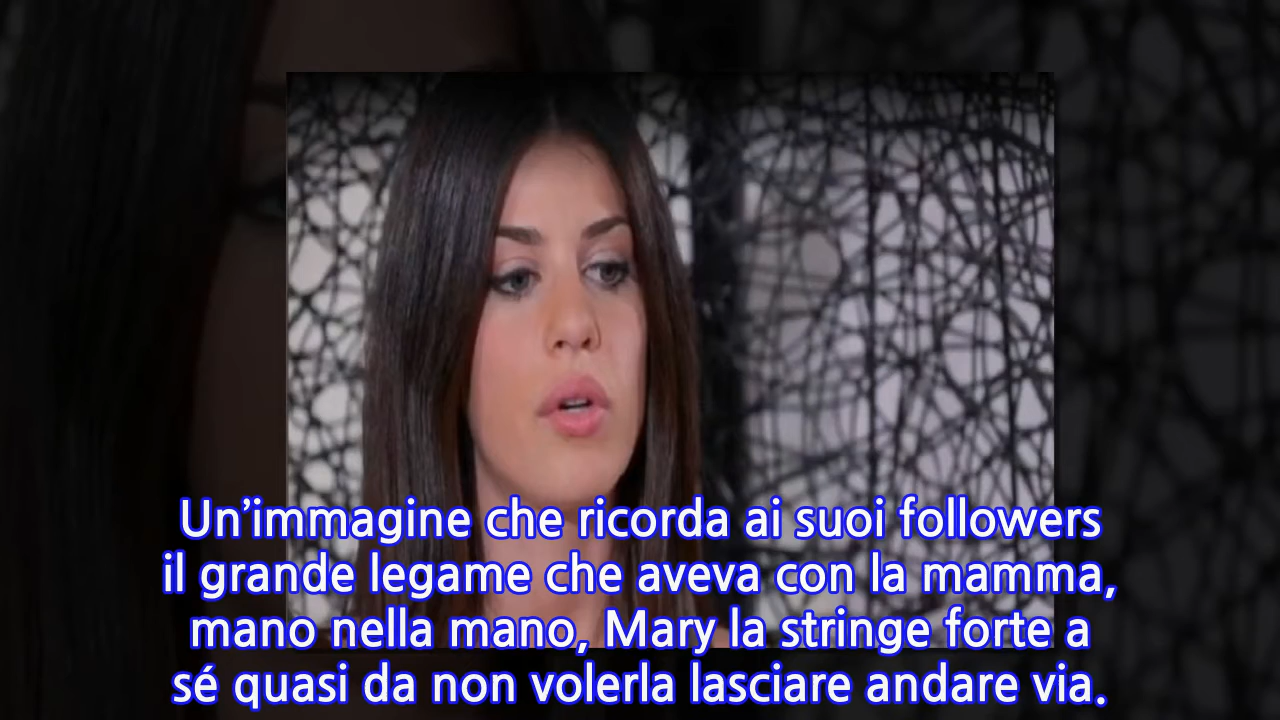 Un’immagine che ricorda ai suoi followers
il grande legame che aveva con la mamma,
mano nella mano, Mary la stringe forte a
sé quasi da non volerla lasciare andare via.